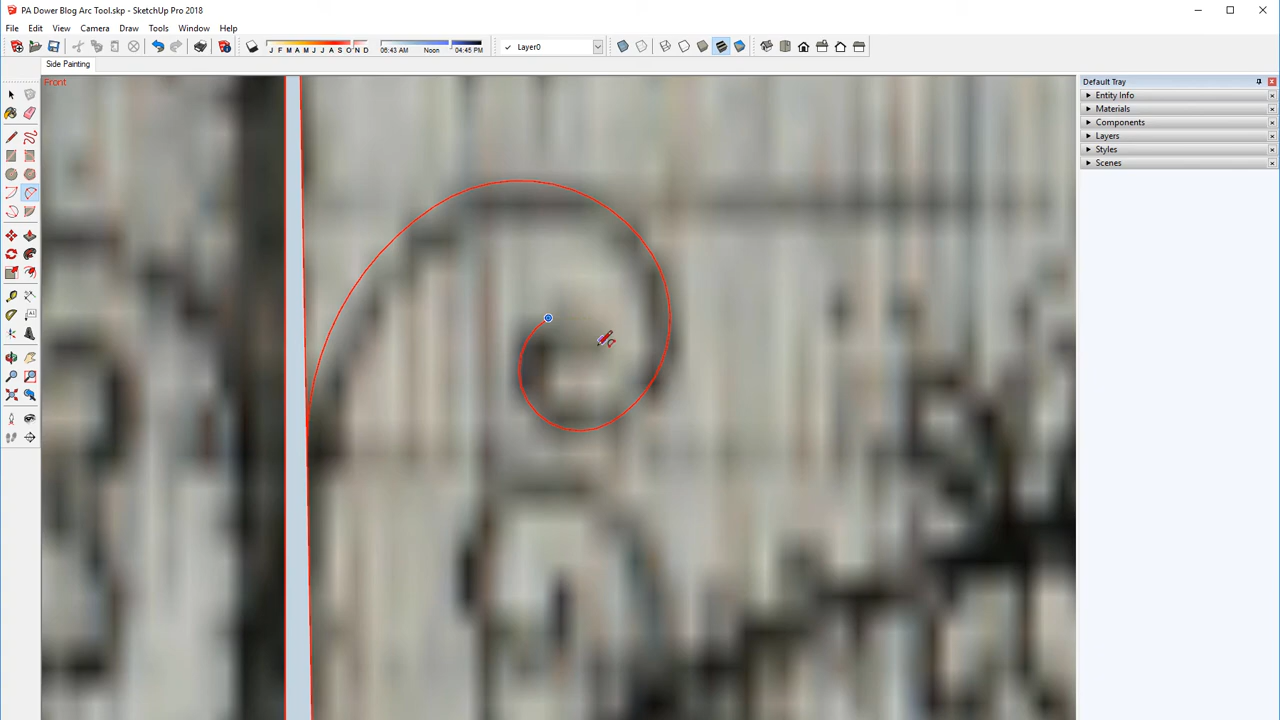 PA Dower Blog Arc Tool.skp - SketchUp Pro 2018
File Edit View Camera Draw Tools Window Help
J F M A M J J A S O N D 06:43 AM Noon 04:45 PM Layer0
Side Painting
Front
Default Tray
Entity Info
Materials
Components
Layers
Styles
Scenes